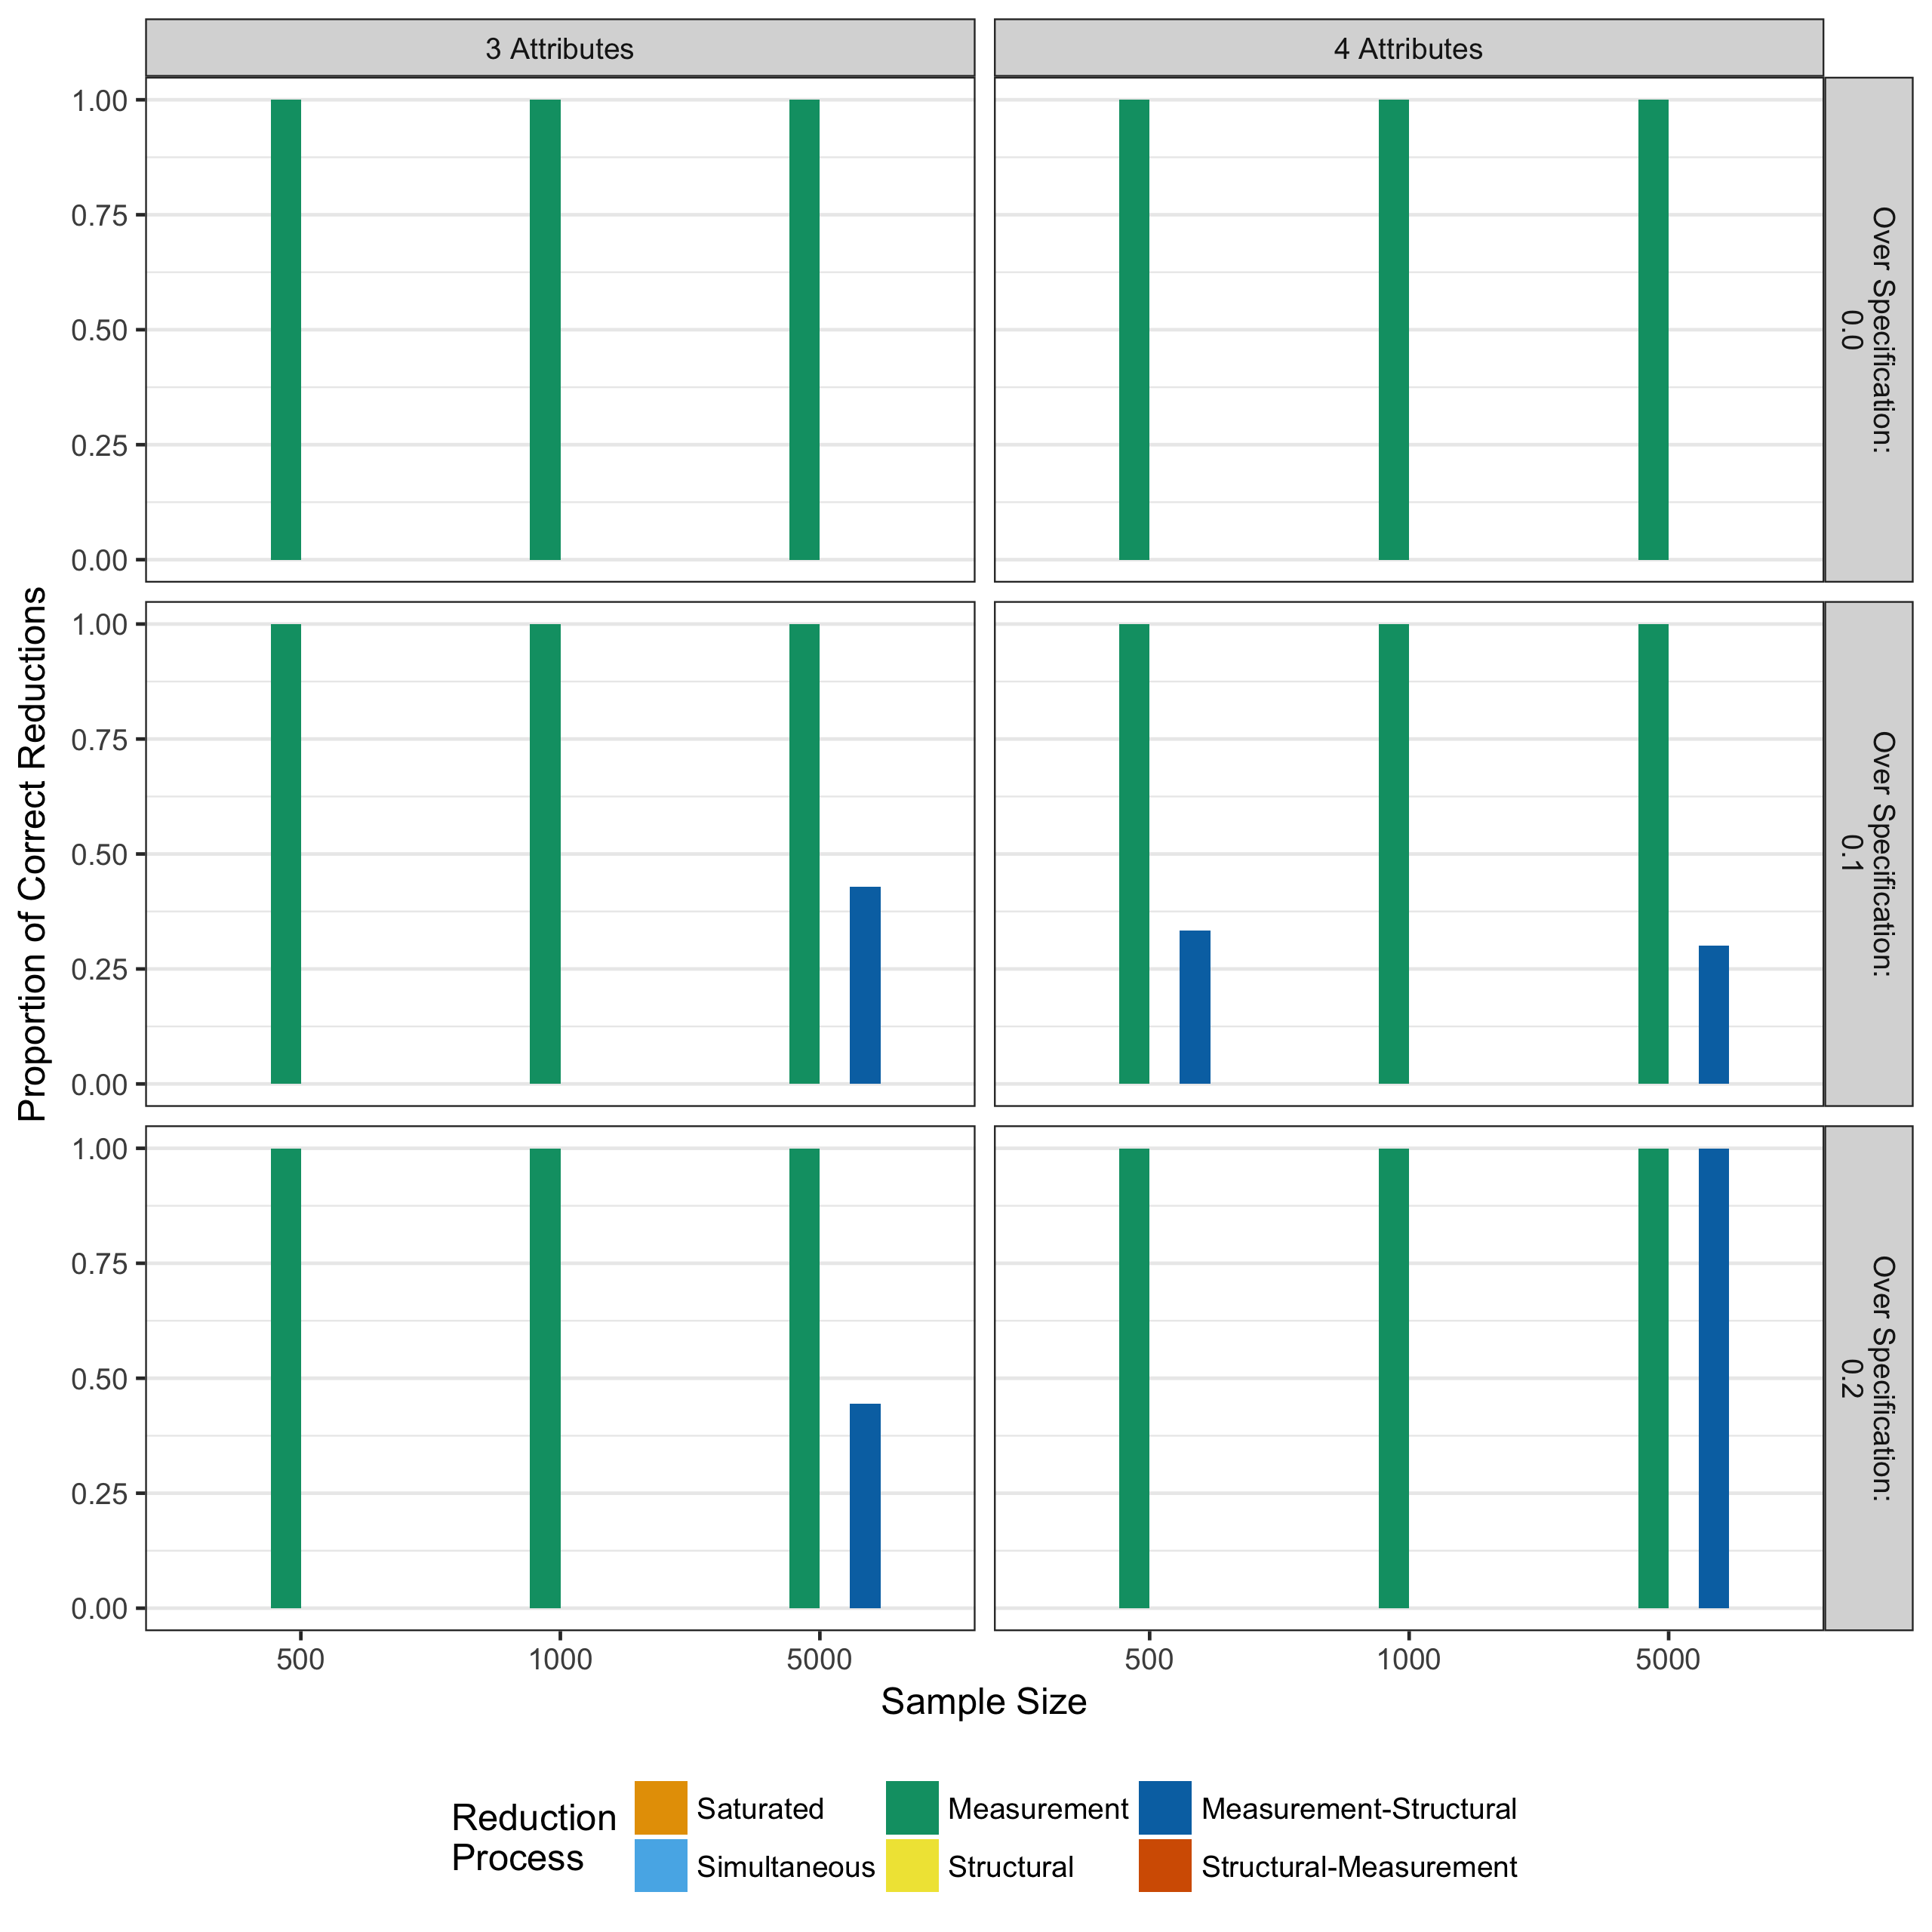 3 Attributes
4 Attributes
Proportion of Correct Reductions
1.00
0.75
0.50
0.25
0.00
Over Specification:
0.0
1.00
0.75
0.50
0.25
0.00
Over Specification:
0.1
1.00
0.75
0.50
0.25
0.00
Over Specification:
0.2
500
1000
5000
500
1000
5000
Sample Size
Reduction
Process
Saturated
Measurement
Measurement-Structural
Simultaneous
Structural
Structural-Measurement